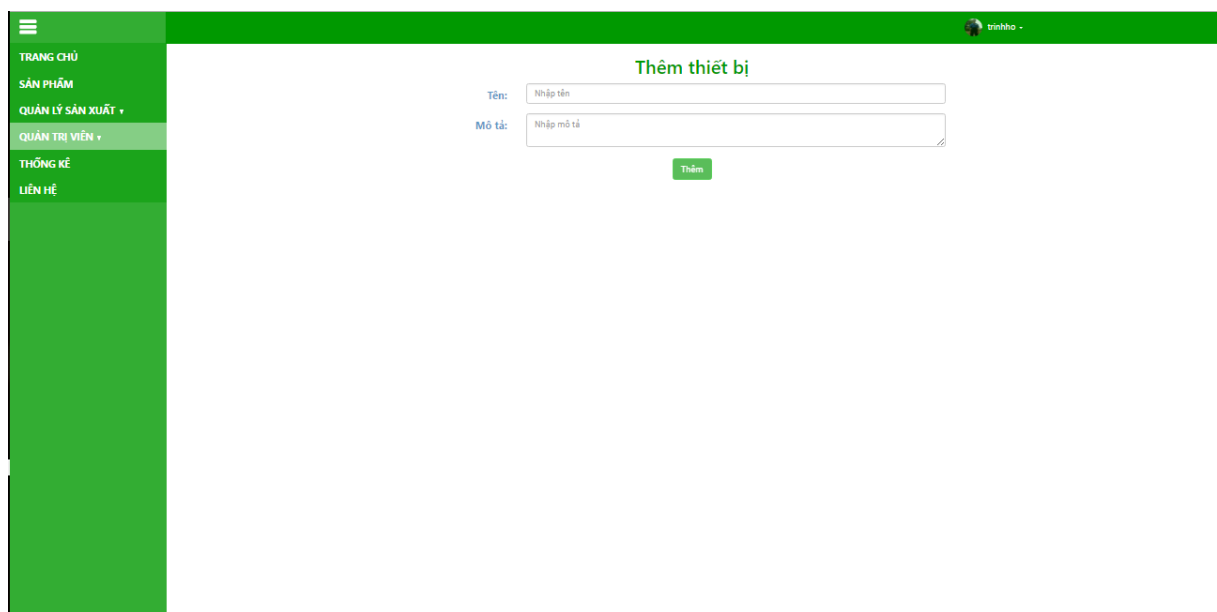 trinhho
TRANG CHỦ
SẢN PHẨM
QUẢN LÝ SẢN XUẤT
QUẢN TRỊ VIÊN
THỐNG KÊ
LIÊN HỆ
Thêm thiết bị
Tên:
Nhập tên
Mô tả:
Nhập mô tả
Thêm